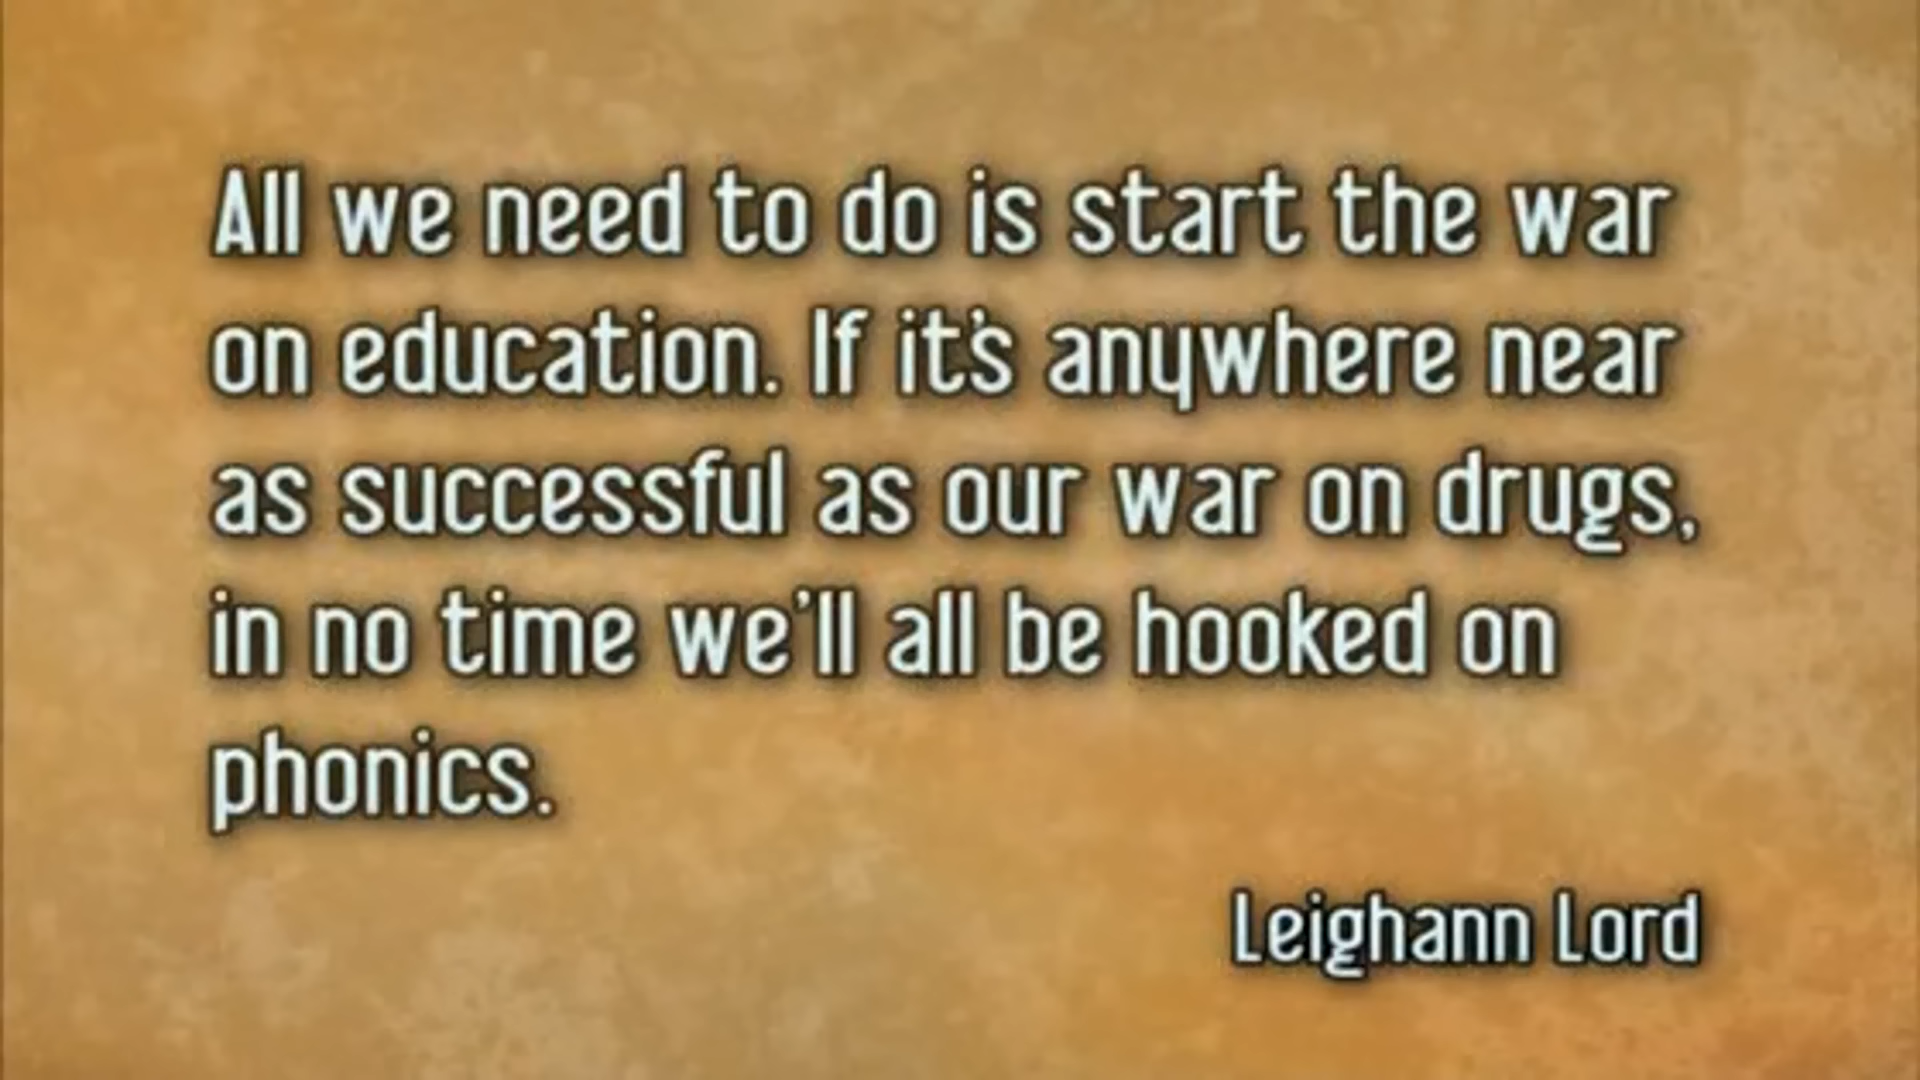 All we need to do is start the war
on education. If it's anywhere near
as successful as our war on drugs,
in no time we'll all be hooked on
phonics.
Leighann Lord